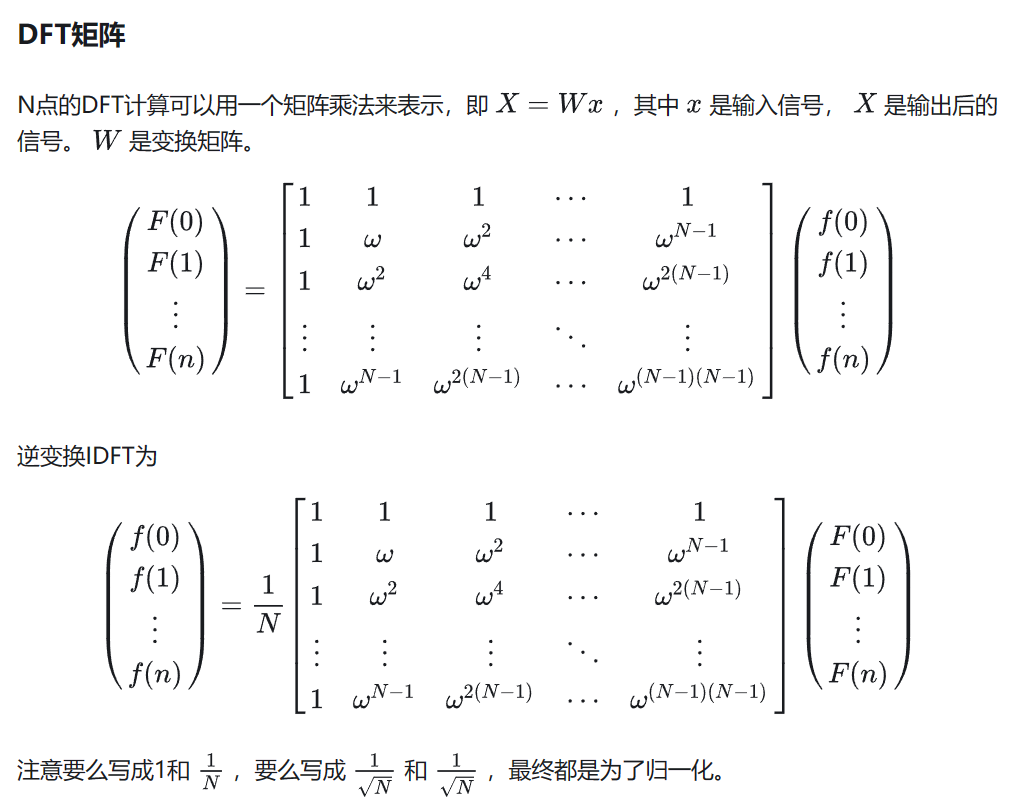 DFT矩阵
N点的DFT计算可以用一个矩阵乘法来表示，即 X = Wx ，其中 x 是输入信号， X 是输出后的
信号。 W 是变换矩阵。
$$\begin{pmatrix} F(0) \\ F(1) \\ \vdots \\ F(n) \end{pmatrix} = \begin{bmatrix} 1 & 1 & 1 & \cdots & 1 \\ 1 & \omega & \omega^2 & \cdots & \omega^{N-1} \\ 1 & \omega^2 & \omega^4 & \cdots & \omega^{2(N-1)} \\ \vdots & \vdots & \vdots & \ddots & \vdots \\ 1 & \omega^{N-1} & \omega^{2(N-1)} & \cdots & \omega^{(N-1)(N-1)} \end{bmatrix} \begin{pmatrix} f(0) \\ f(1) \\ \vdots \\ f(n) \end{pmatrix}$$
逆变换IDFT为
$$\begin{pmatrix} f(0) \\ f(1) \\ \vdots \\ f(n) \end{pmatrix} = \frac{1}{N} \begin{bmatrix} 1 & 1 & 1 & \cdots & 1 \\ 1 & \omega & \omega^2 & \cdots & \omega^{N-1} \\ 1 & \omega^2 & \omega^4 & \cdots & \omega^{2(N-1)} \\ \vdots & \vdots & \vdots & \ddots & \vdots \\ 1 & \omega^{N-1} & \omega^{2(N-1)} & \cdots & \omega^{(N-1)(N-1)} \end{bmatrix} \begin{pmatrix} F(0) \\ F(1) \\ \vdots \\ F(n) \end{pmatrix}$$
注意要么写成1和 $\frac{1}{N}$ ，要么写成 $\frac{1}{\sqrt{N}}$ 和 $\frac{1}{\sqrt{N}}$ ，最终都是为了归一化。